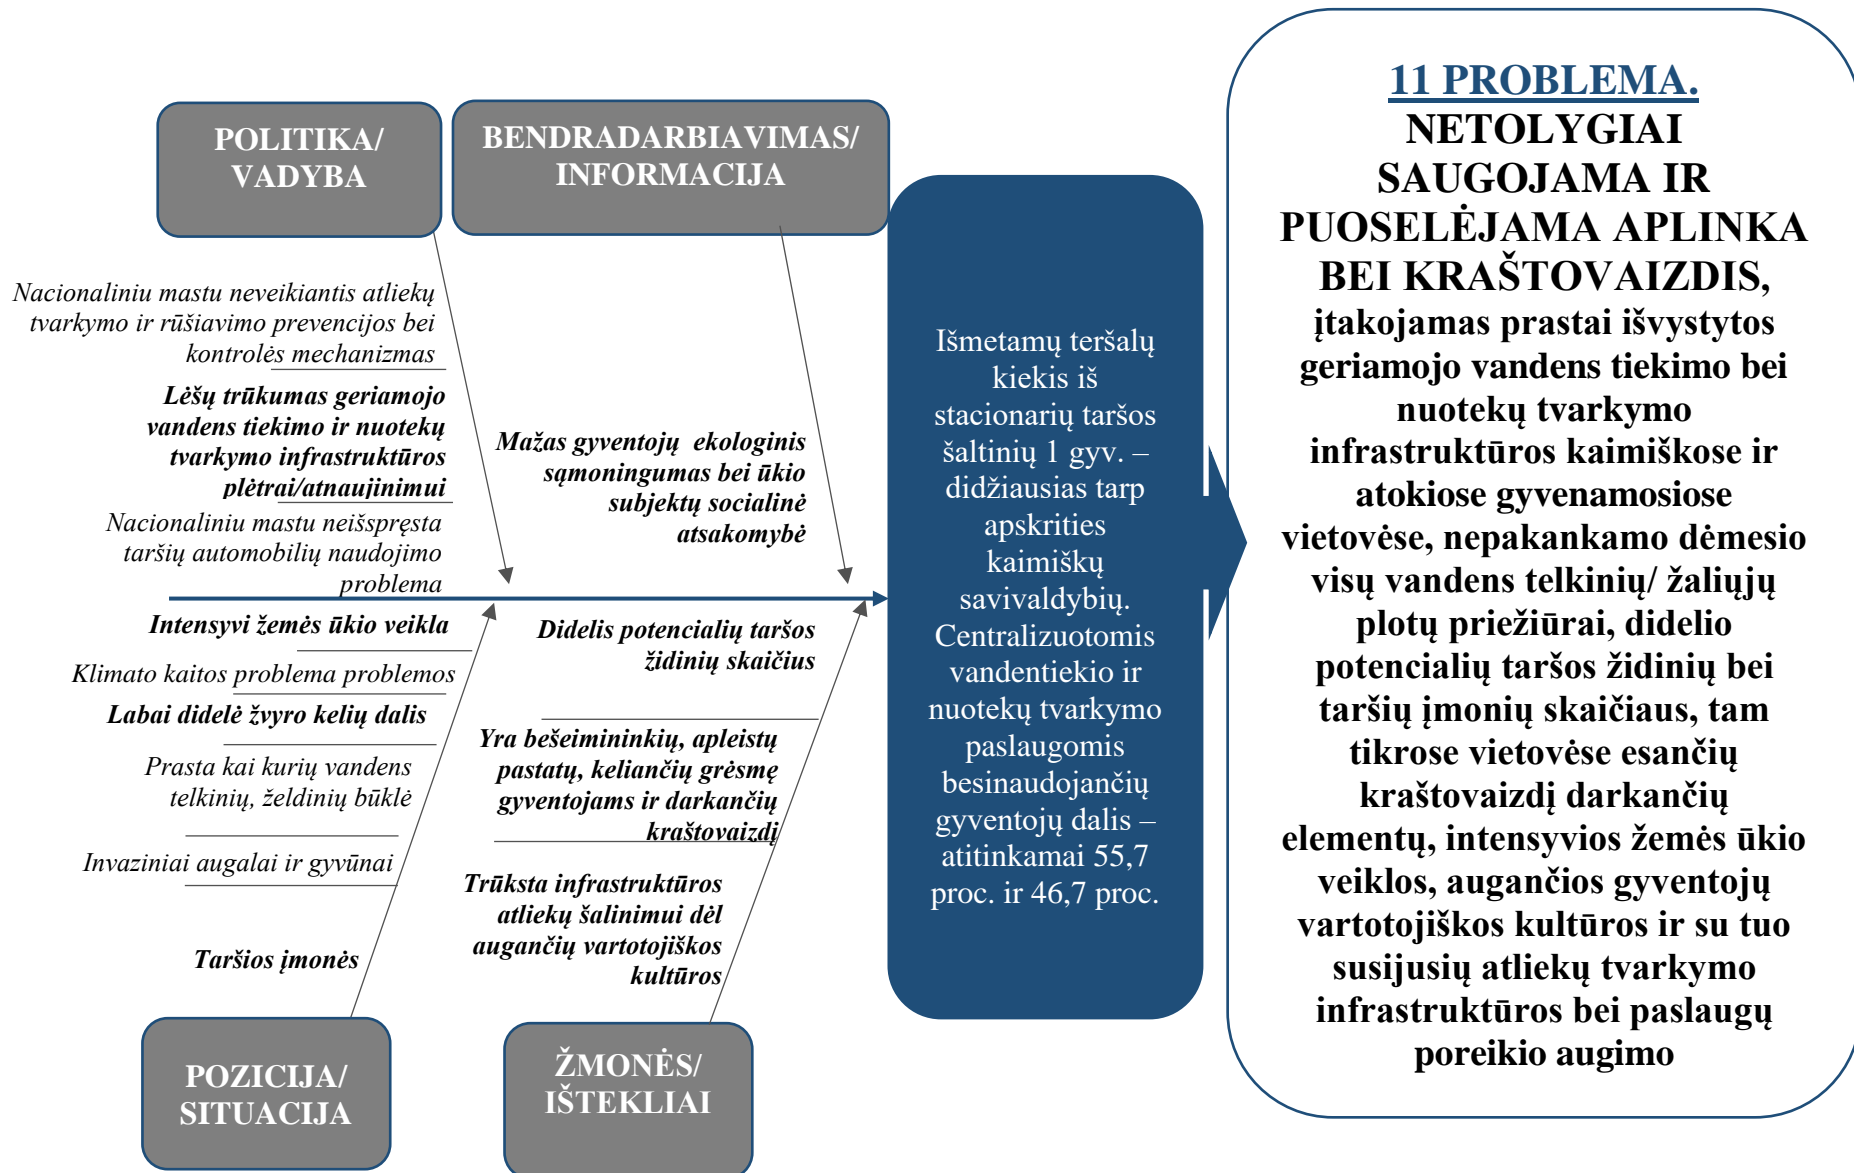 POLITIKA/
VADYBA
BENDRADARBIAVIMAS/
INFORMACIJA
Nacionaliniu mastu neveikiantis atliekų
tvarkymo ir rūšiavimo prevencijos bei
kontrolės mechanizmas
Lėšų trūkumas geriamojo
vandens tiekimo ir nuotekų
tvarkymo infrastruktūros
plėtrai/atnaujinimui
Nacionaliniu mastu neišspręsta
taršių automobilių naudojimo
problema
Mažas gyventojų ekologinis
sąmoningumas bei ūkio
subjektų socialinė
atsakomybė
Intensyvi žemės ūkio veikla
Klimato kaitos problema problemos
Labai didelė žvyro kelių dalis
Prasta kai kurių vandens
telkinių, želdinių būklė
Invaziniai augalai ir gyvūnai
Taršios įmonės
Didelis potencialių taršos
židinių skaičius
Yra bešeimininkių, apleistų
pastatų, keliančių grėsmę
gyventojams ir darkančių
kraštovaizdį
Trūksta infrastruktūros
atliekų šalinimui dėl
augančių vartotojiškos
kultūros
POZICIJA/
SITUACIJA
ŽMONĖS/
IŠTEKLIAI
Išmetamų teršalų
kiekis iš
stacionarių taršos
šaltinių 1 gyv. –
didžiausias tarp
apskrities
kaimiškų
savivaldybių.
Centralizuotomis
vandentiekio ir
nuotekų tvarkymo
paslaugomis
besinaudojančių
gyventojų dalis –
atitinkamai 55,7
proc. ir 46,7 proc.
11 PROBLEMA.
NETOLYGIAI
SAUGOJAMA IR
PUOSELĖJAMA APLINKA
BEI KRAŠTOVAIZDIS,
įtakojamas prastai išvystytos
geriamojo vandens tiekimo bei
nuotekų tvarkymo
infrastruktūros kaimiškose ir
atokiose gyvenamosiose
vietovėse, nepakankamo dėmesio
visų vandens telkinių/ žaliųjų
plotų priežiūrai, didelio
potencialių taršos židinių bei
taršių įmonių skaičiaus, tam
tikrose vietovėse esančių
kraštovaizdį darkančių
elementų, intensyvios žemės ūkio
veiklos, augančios gyventojų
vartotojiškos kultūros ir su tuo
susijusių atliekų tvarkymo
infrastruktūros bei paslaugų
poreikio augimo